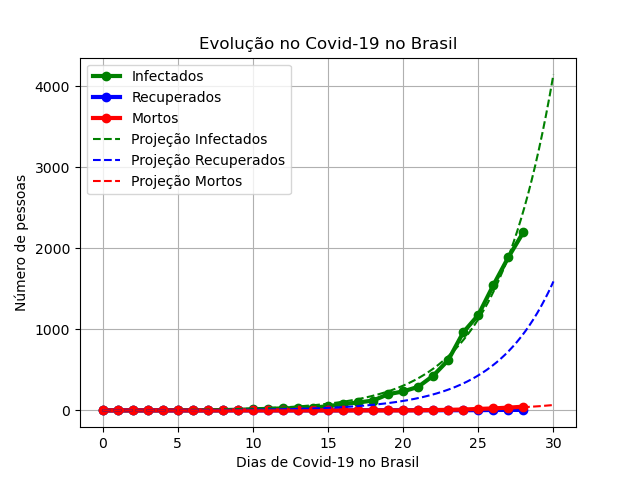 Evolução no Covid-19 no Brasil
Infectados
Recuperados
Mortos
Projeção Infectados
Projeção Recuperados
Projeção Mortos
Número de pessoas
4000
3000
2000
1000
0
0 5 10 15 20 25 30
Dias de Covid-19 no Brasil